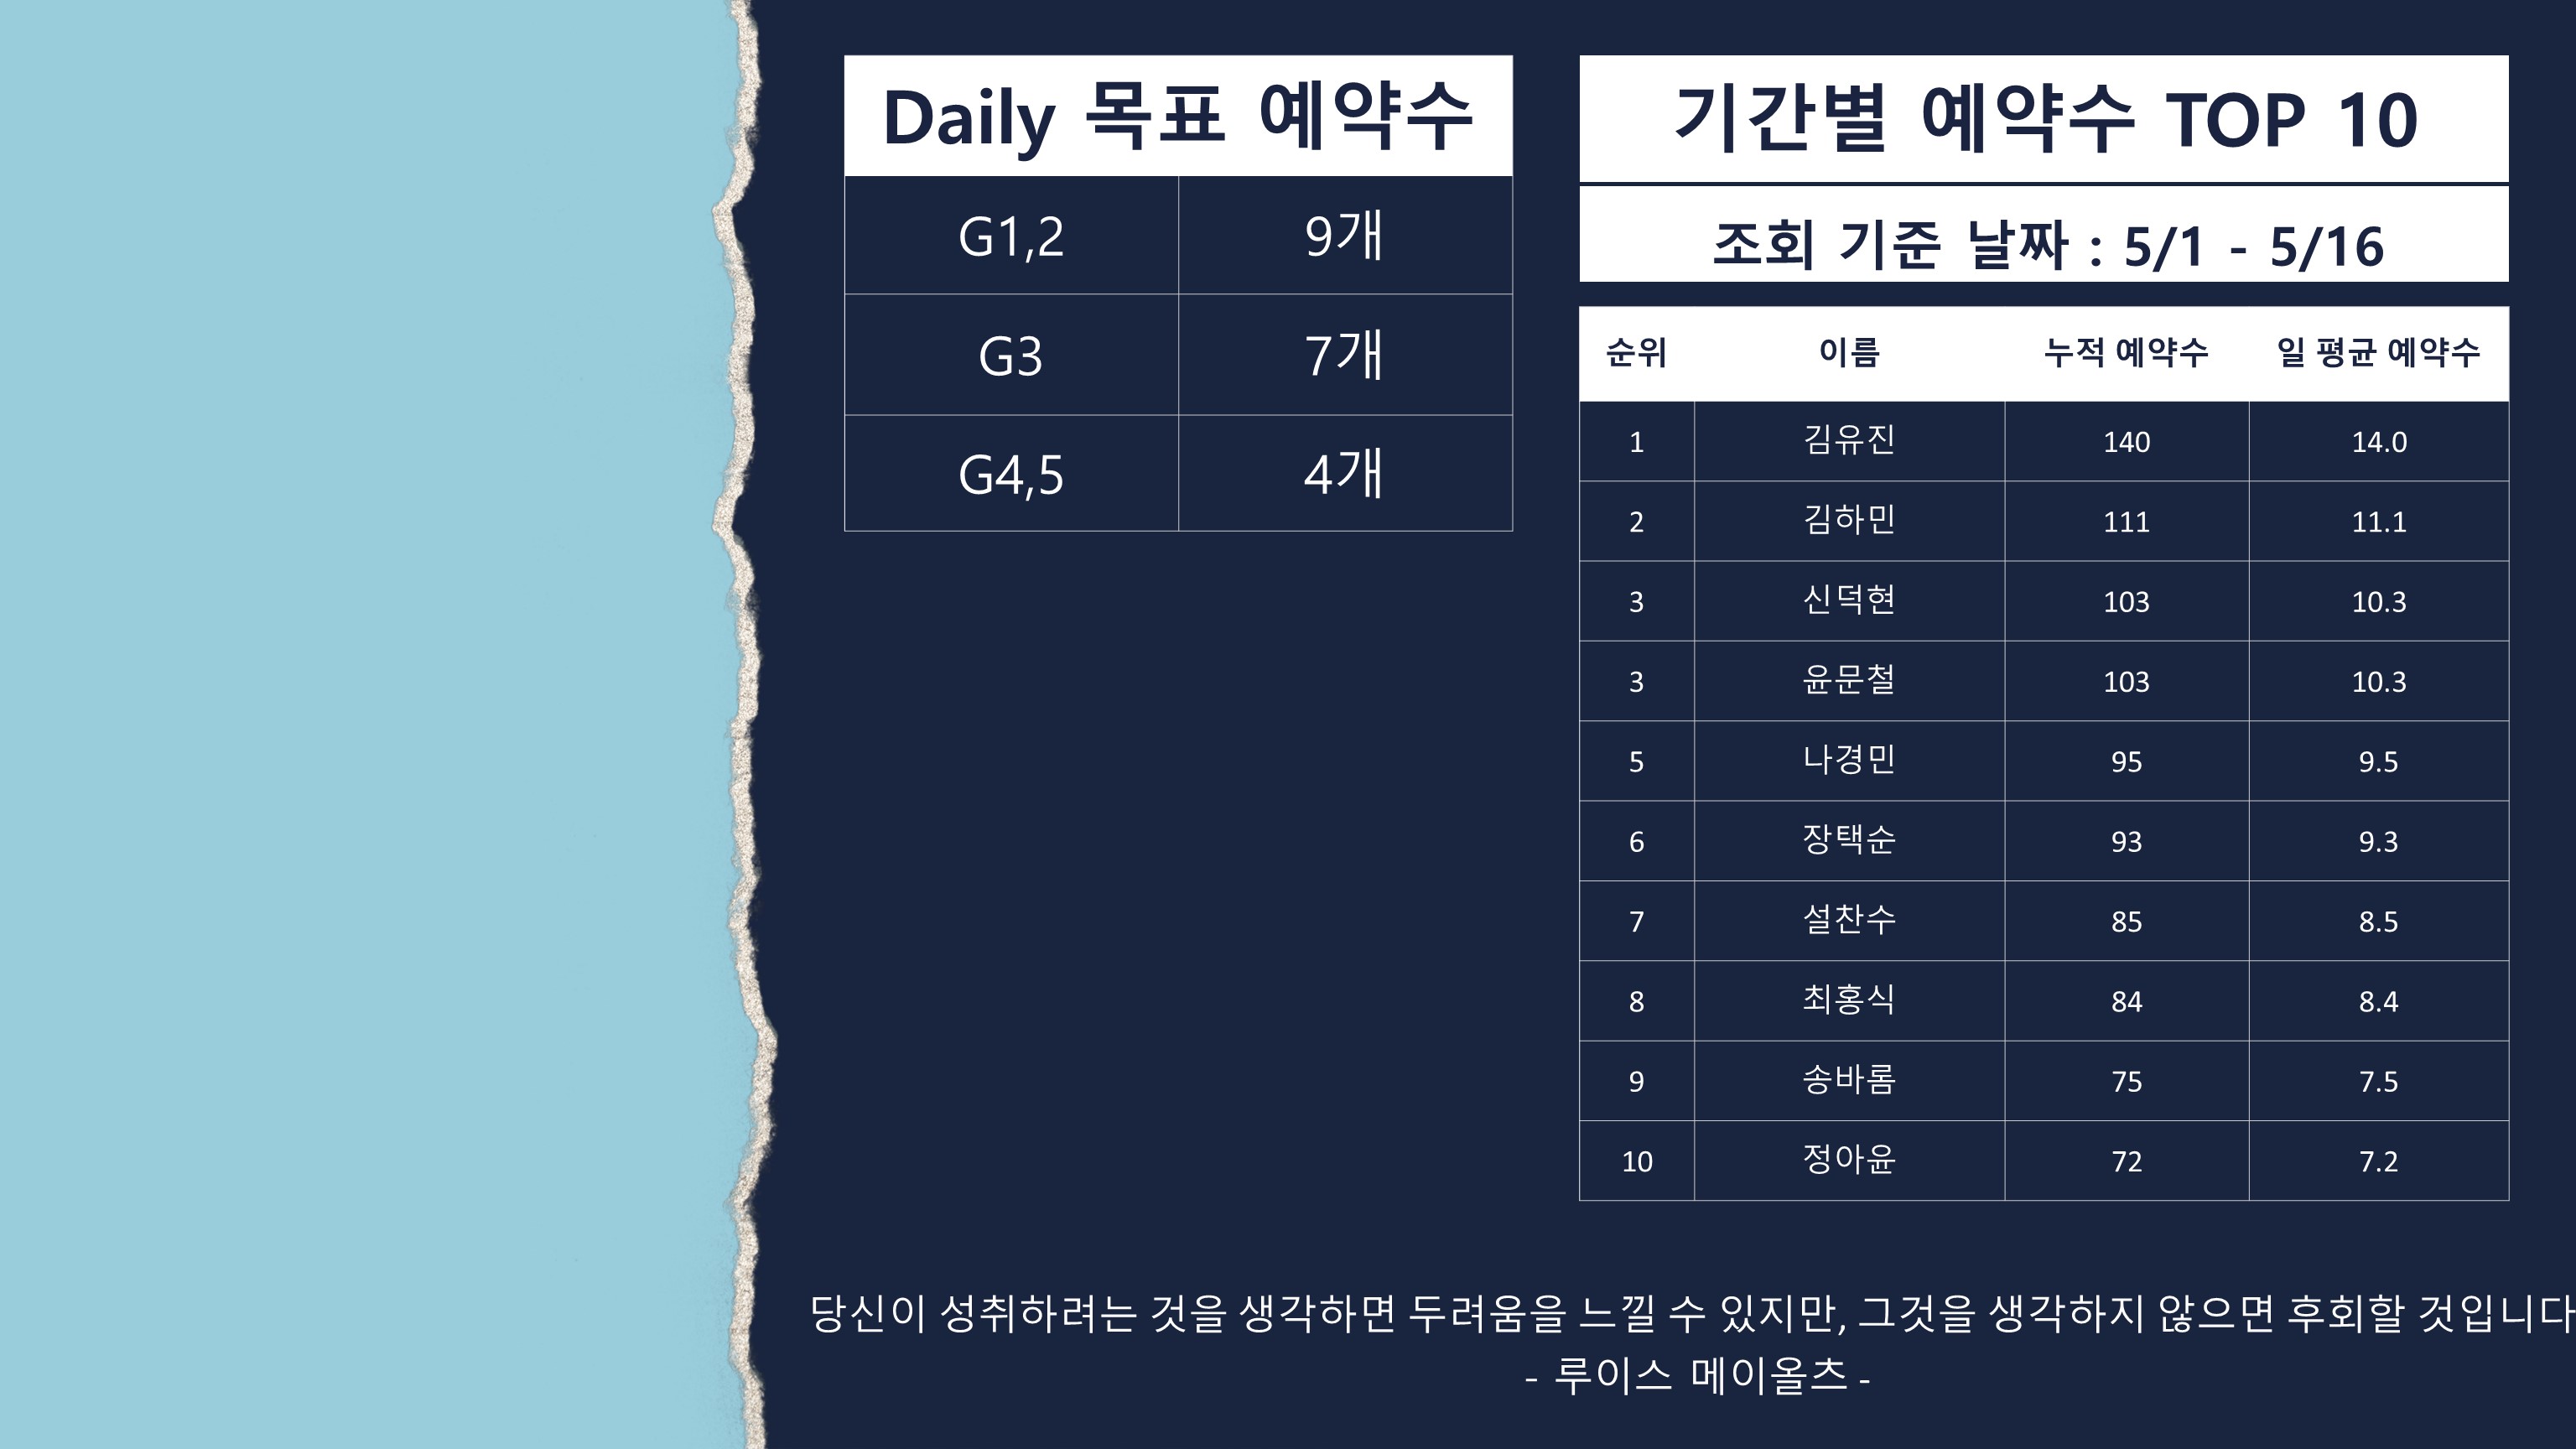 Daily 목표 예약수
G1,2 9개
G3 7개
G4,5 4개
기간별 예약수 TOP 10
조회 기준 날짜 : 5/1 - 5/16
순위 이름 누적 예약수 일 평균 예약수
1 김유진 140 14.0
2 김하민 111 11.1
3 신덕현 103 10.3
3 윤문철 103 10.3
5 나경민 95 9.5
6 장택순 93 9.3
7 설찬수 85 8.5
8 최홍식 84 8.4
9 송바롬 75 7.5
10 정아윤 72 7.2
당신이 성취하려는 것을 생각하면 두려움을 느낄 수 있지만, 그것을 생각하지 않으면 후회할 것입니다
- 루이스 메이올츠 -